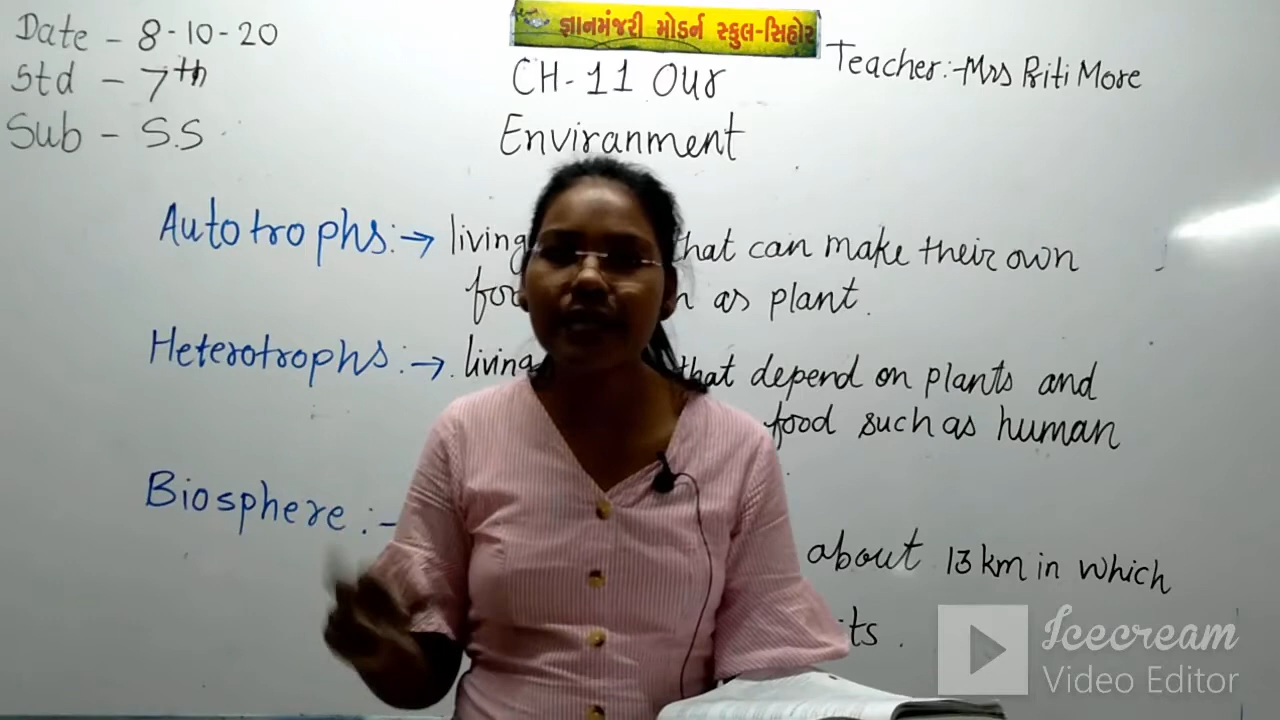 Date - 8-10-20
Std - 7th
Sub - S.S
જ્ઞાનમંજરી મોડર્ન સ્કુલ-સિહોર
CH-11 Our
Enviranment
Teacher:-Mrs Priti More
Autotrophs:→ living that can make their own
as plant.
Heterotrophs:→ living that depend on plants and
food such as human
Biosphere:-
about 13 km in which
Icecream
Video Editor